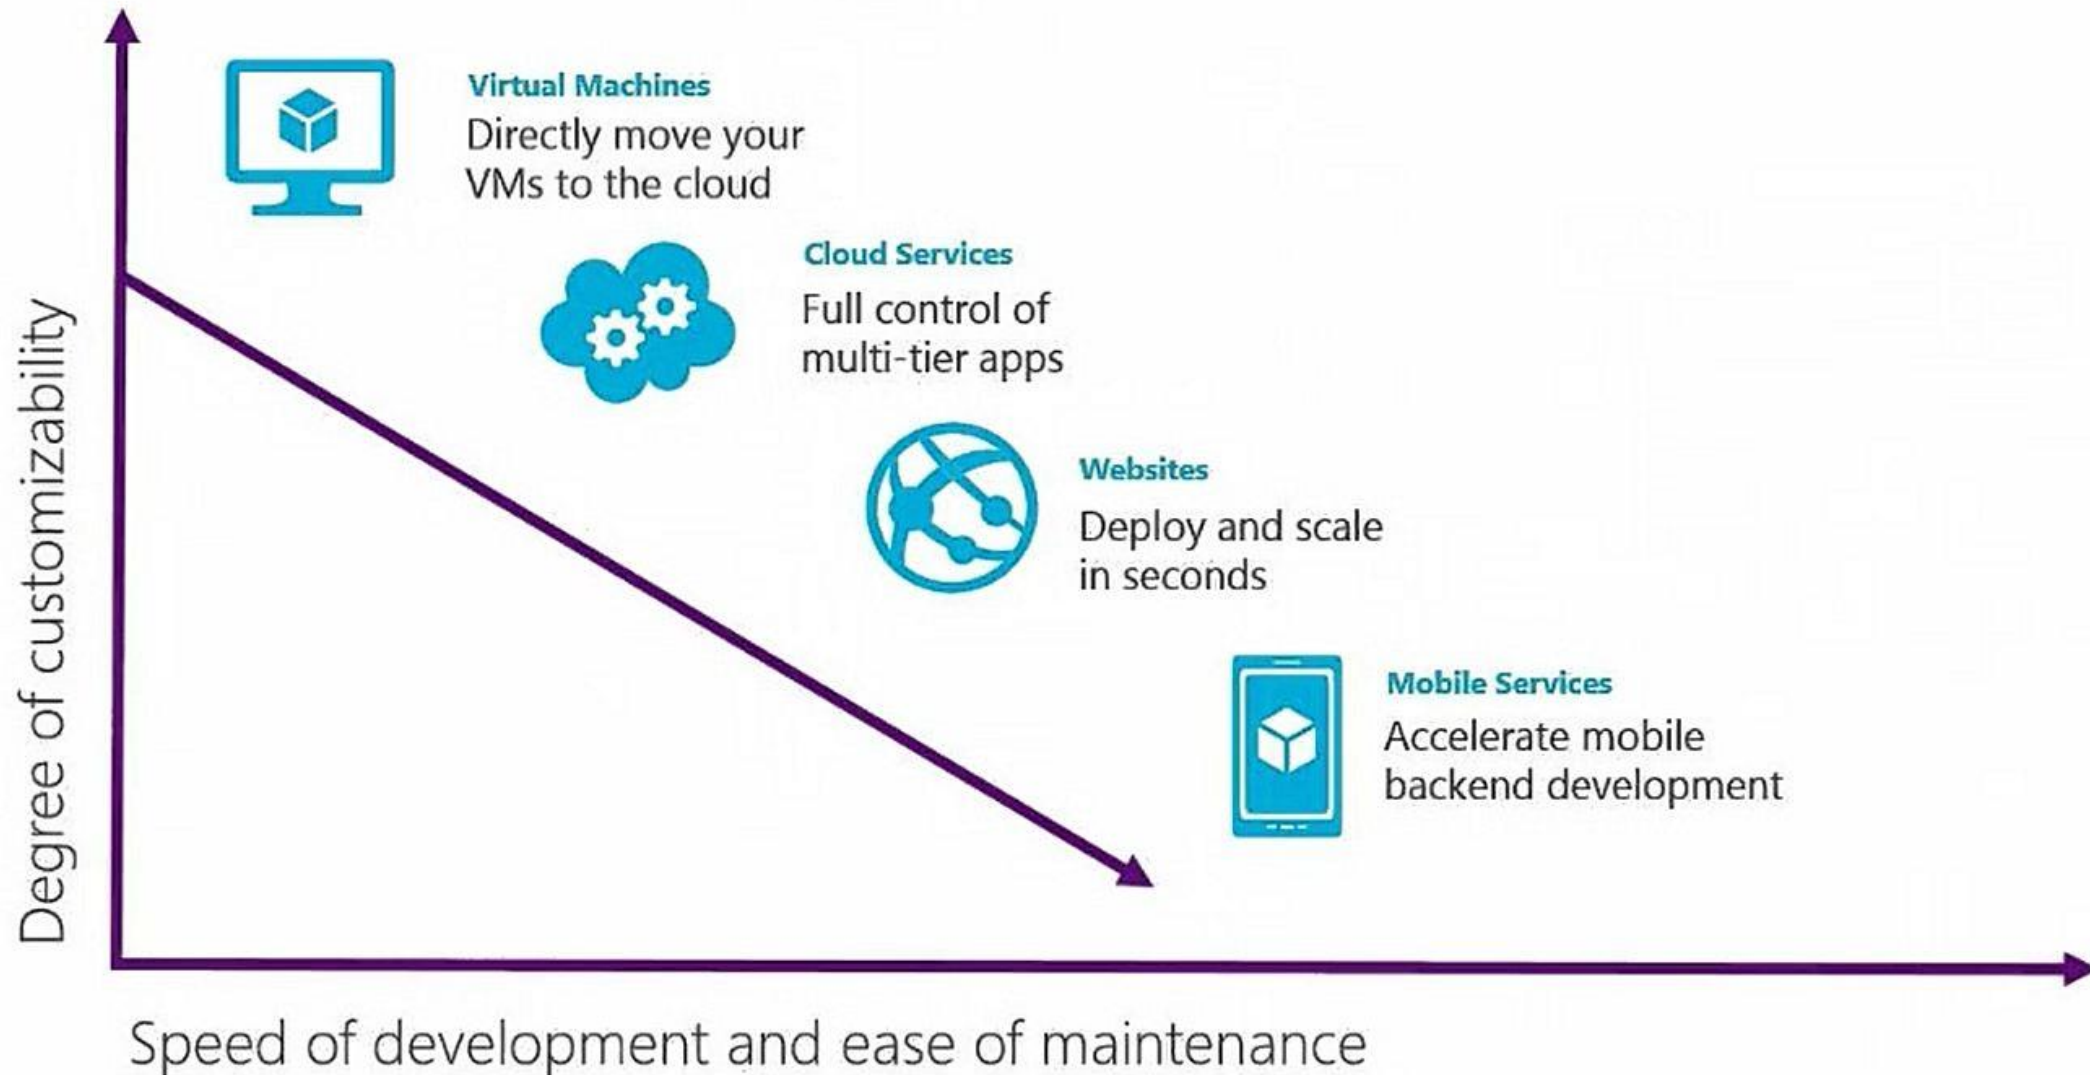 Virtual Machines
Directly move your
VMs to the cloud
Cloud Services
Full control of
multi-tier apps
Websites
Deploy and scale
in seconds
Mobile Services
Accelerate mobile
backend development
Degree of customizability
Speed of development and ease of maintenance